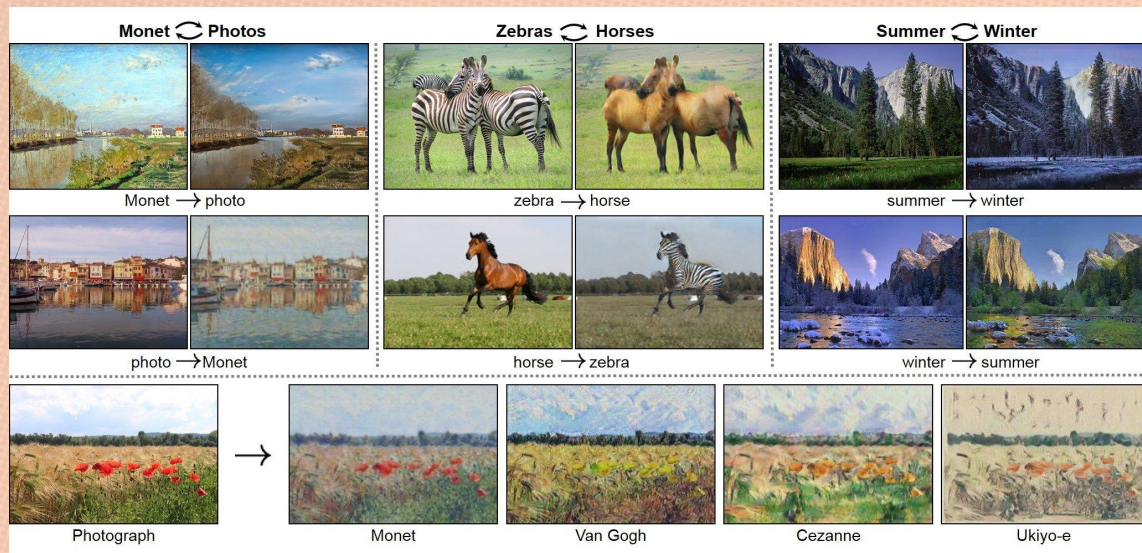 Monet Photos
Zebras Horses
Summer Winter
Monet → photo
zebra → horse
summer → winter
photo → Monet
horse → zebra
winter → summer
Photograph
Monet
Van Gogh
Cezanne
Ukiyo-e